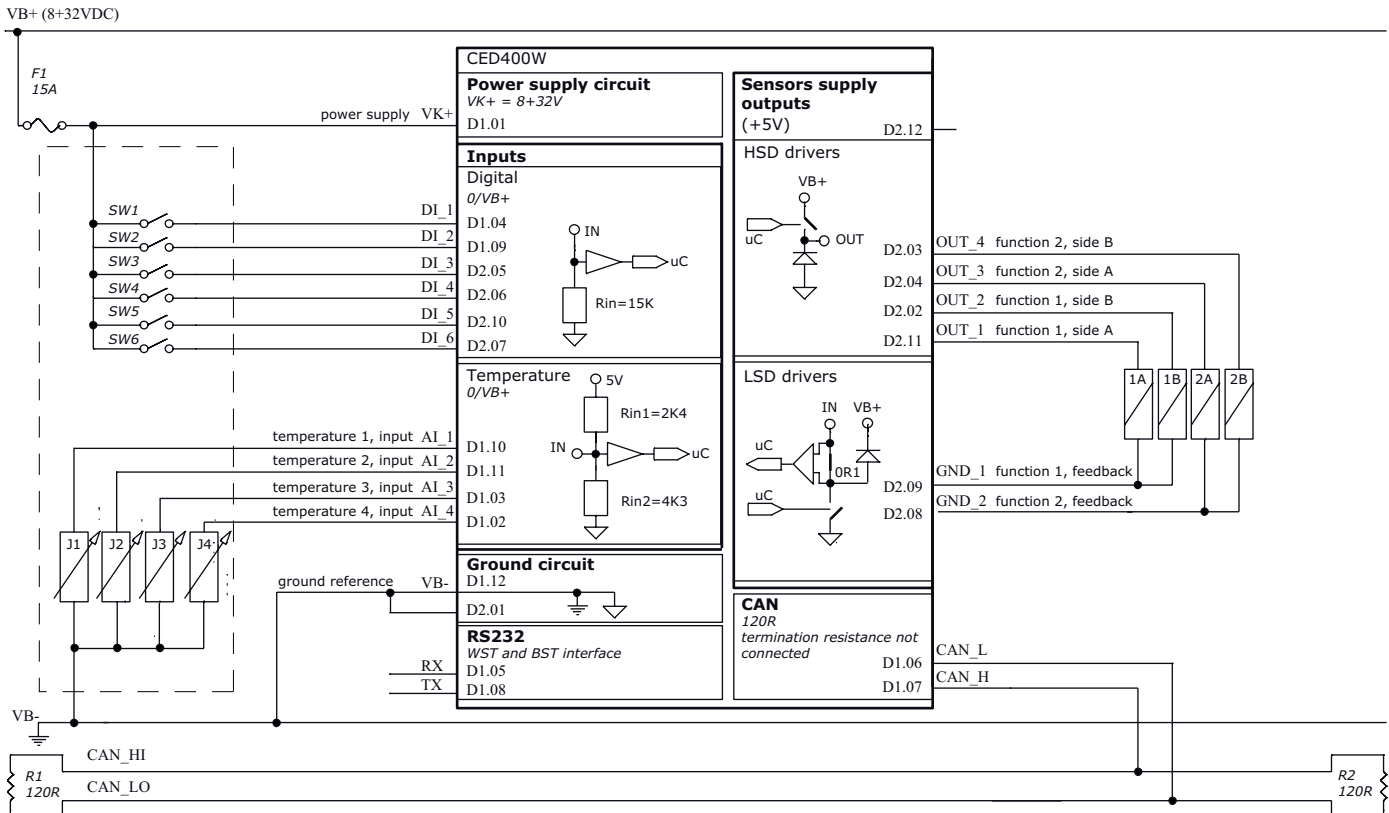 VB+ (8+32VDC)
F1
15A
power supply VK+
SW1
SW2
SW3
SW4
SW5
SW6
DI_1
DI_2
DI_3
DI_4
DI_5
DI_6
temperature 1, input AI_1
temperature 2, input AI_2
temperature 3, input AI_3
temperature 4, input AI_4
J1 J2 J3 J4
ground reference VB-
RX
TX
CED400W
Power supply circuit
VK+ = 8+32V
D1.01
Inputs
Digital
0/VB+
D1.04
D1.09
D2.05
D2.06
D2.10
D2.07
IN
uC
Rin=15K
Temperature
0/VB+
5V
Rin1=2K4
IN
uC
Rin2=4K3
D1.10
D1.11
D1.03
D1.02
Ground circuit
D1.12
D2.01
RS232
WST and BST interface
D1.05
D1.08
Sensors supply
outputs
(+5V)
D2.12
HSD drivers
VB+
uC
OUT
D2.03
D2.04
D2.02
D2.11
LSD drivers
IN VB+
uC
0R1
uC
D2.09
D2.08
CAN
120R
termination resistance not
connected
D1.06
D1.07
OUT_4 function 2, side B
OUT_3 function 2, side A
OUT_2 function 1, side B
OUT_1 function 1, side A
1A 1B 2A 2B
GND_1 function 1, feedback
GND_2 function 2, feedback
CAN_L
CAN_H
VB-
CAN_HI
R1
120R
CAN_LO
R2
120R